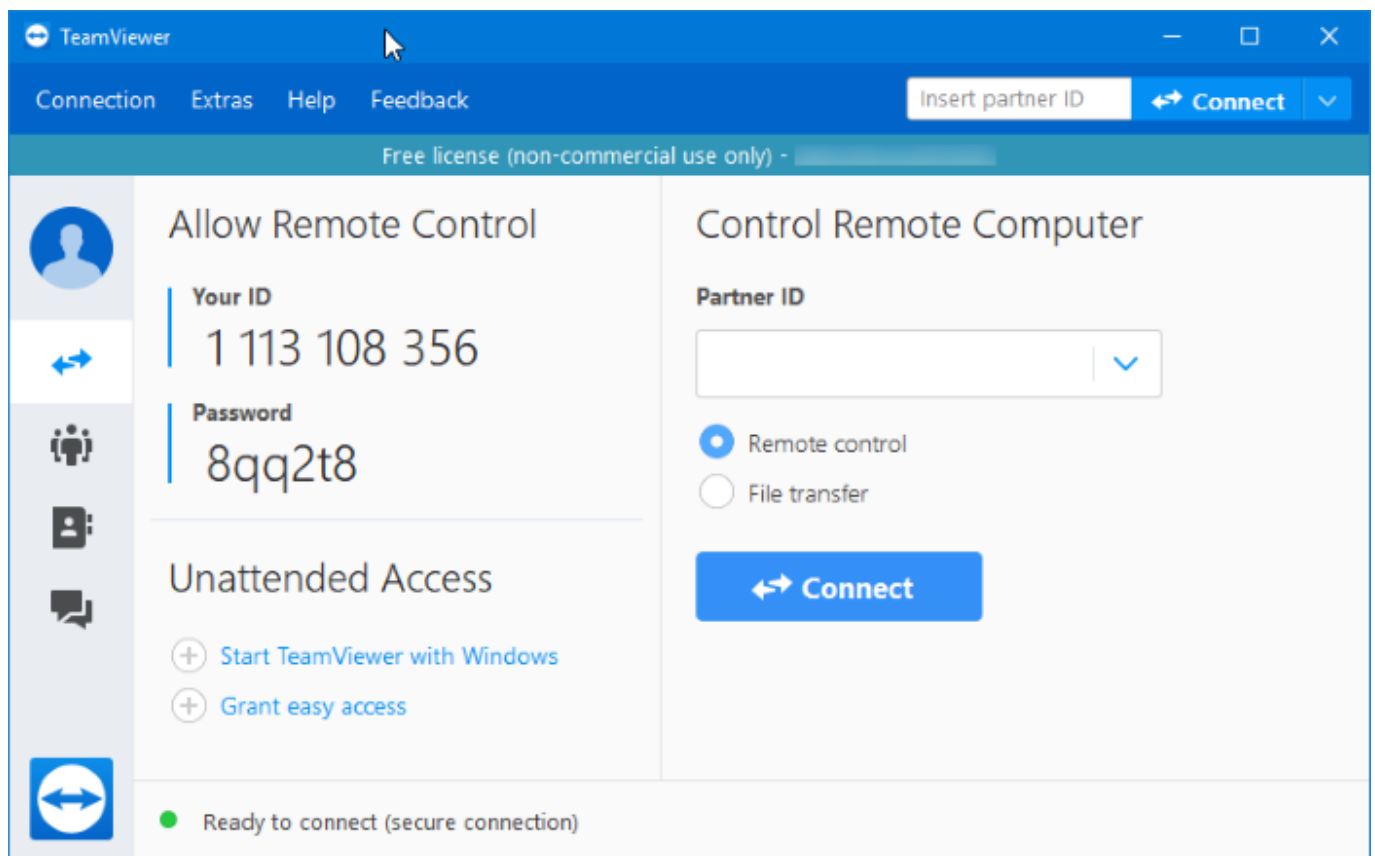 TeamViewer
Connection Extras Help Feedback Insert partner ID Connect
Free license (non-commercial use only) -
Allow Remote Control
Your ID
1 113 108 356
Password
8qq2t8
Unattended Access
Start TeamViewer with Windows
Grant easy access
Control Remote Computer
Partner ID
Remote control
File transfer
Connect
Ready to connect (secure connection)